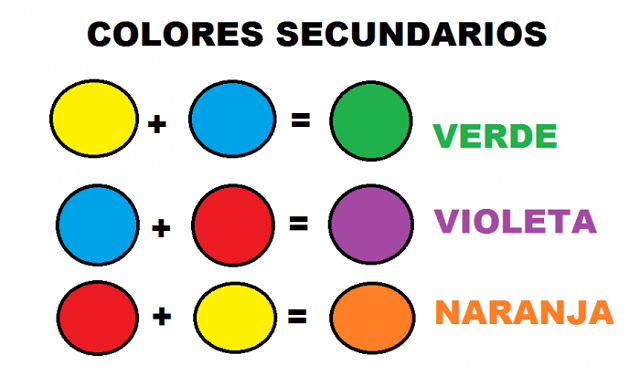 COLORES SECUNDARIOS
+ = VERDE
+ = VIOLETA
+ = NARANJA